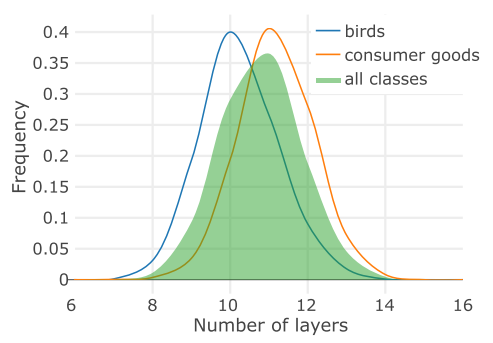 birds
consumer goods
all classes
Frequency
0.4
0.35
0.3
0.25
0.2
0.15
0.1
0.05
0
6 8 10 12 14 16
Number of layers